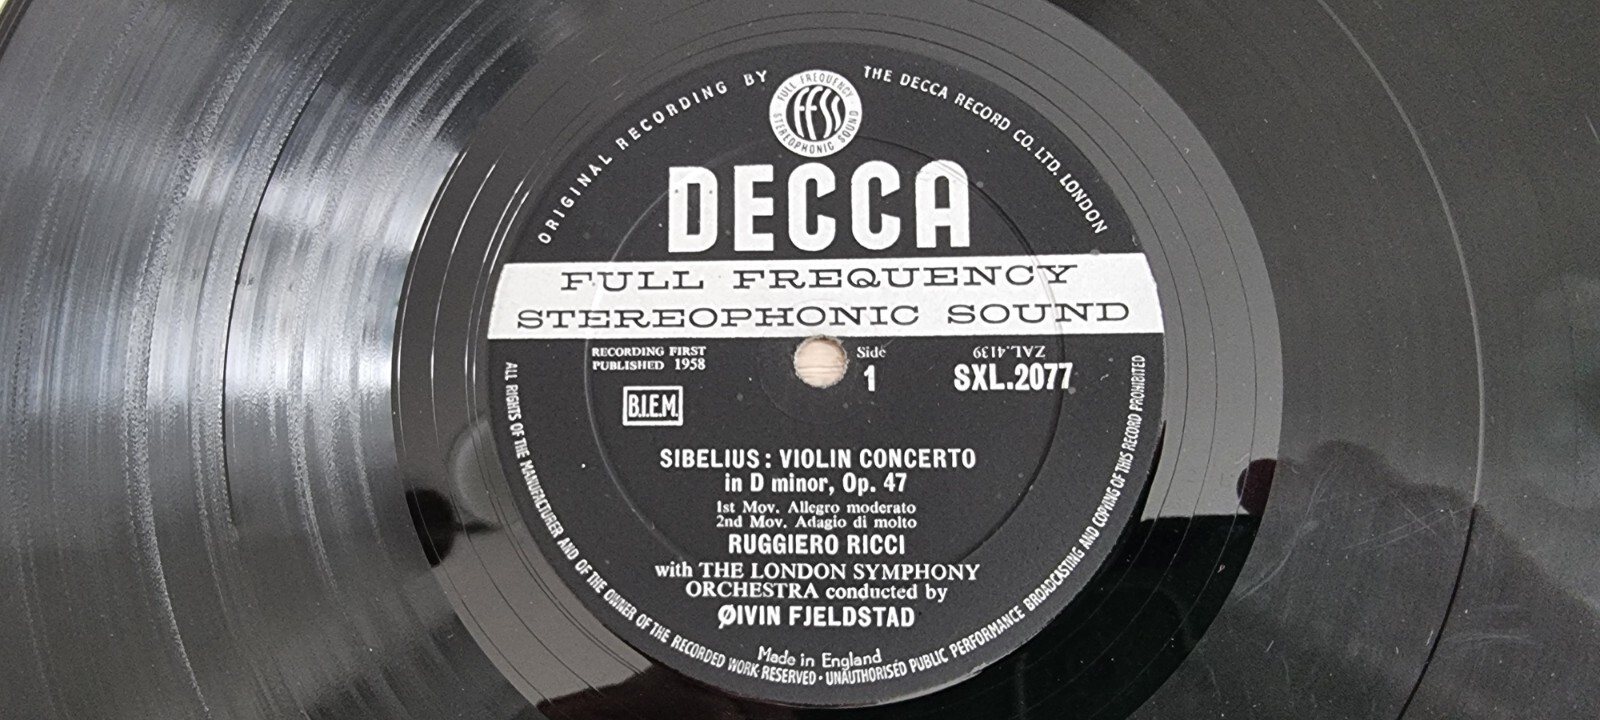 ORIGINAL RECORDING BY
THE DECCA RECORD CO. LTD. LONDON
FULL FREQUENCY
ffss
STEREOPHONIC SOUND
DECCA
FULL FREQUENCY
STEREOPHONIC SOUND
RECORDING FIRST
PUBLISHED 1958
Side
1
ZAL.4139
SXL.2077
B.I.E.M.
SIBELIUS: VIOLIN CONCERTO
in D minor, Op. 47
1st Mov. Allegro moderato
2nd Mov. Adagio di molto
RUGGIERO RICCI
with THE LONDON SYMPHONY
ORCHESTRA conducted by
ØIVIN FJELDSTAD
Made in England
ALL RIGHTS OF THE MANUFACTURER AND OF THE OWNER OF THE RECORDED WORK RESERVED · UNAUTHORISED PUBLIC PERFORMANCE BROADCASTING AND COPYING OF THIS RECORD PROHIBITED